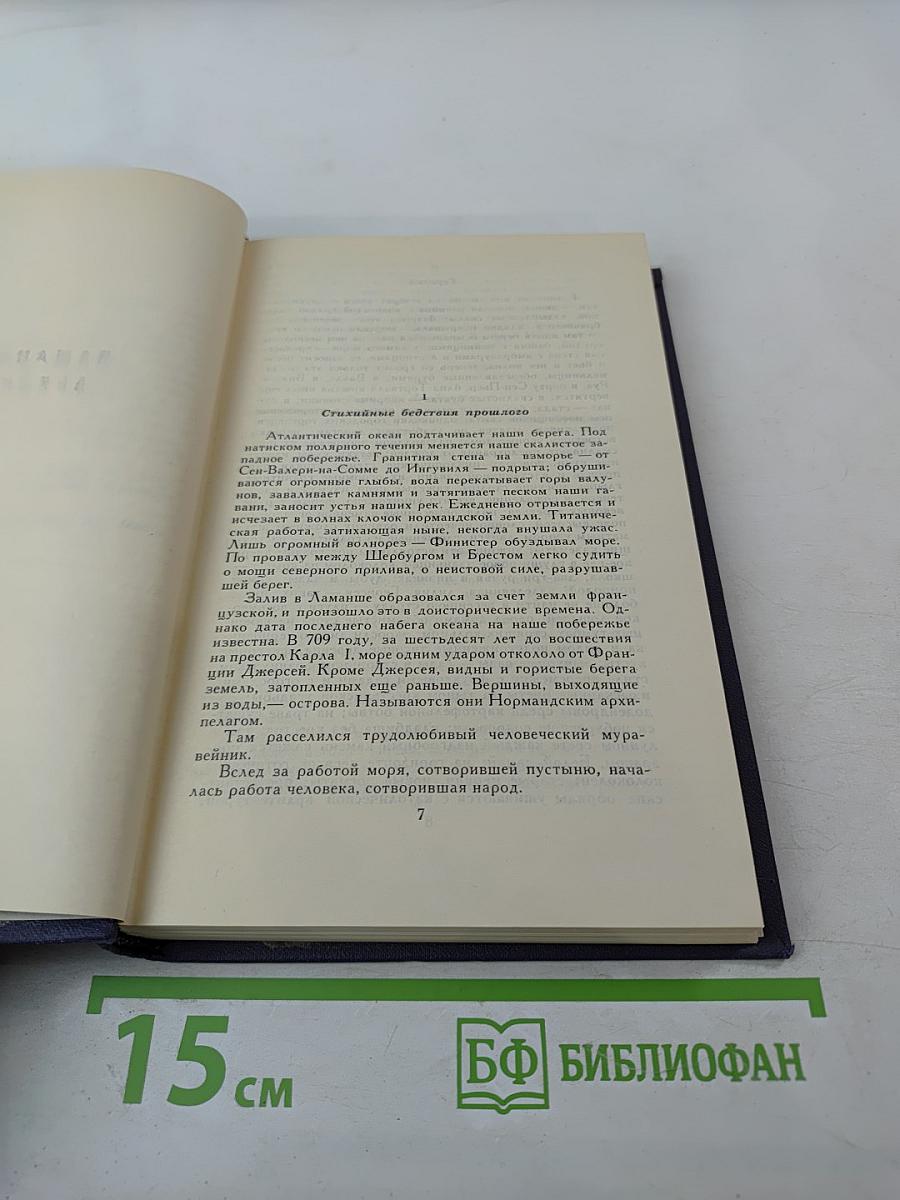 I
Стихийные бедствия прошлого
Атлантический океан подтачивает наши берега. Под
натиском полярного течения меняется наше скалистое за-
падное побережье. Гранитная стена на взморье — от
Сен-Валери-на-Сомме до Ингувиля — подрыта; обруши-
ваются огромные глыбы, вода перекатывает горы валу-
нов, заваливает камнями и затягивает песком наши га-
вани, заносит устья наших рек. Ежедневно отрывается и
исчезает в волнах клочок нормандской земли. Титаниче-
ская работа, затихающая ныне, некогда внушала ужас.
Лишь огромный волнорез — Финистер обуздывал море.
По провалу между Шербургом и Брестом легко судить
о мощи северного прилива, о неистовой силе, разрушав-
шей берег.
Залив в Ламанше образовался за счет земли фран-
цузской, и произошло это в доисторические времена. Од-
нако дата последнего набега океана на наше побережье
известна. В 709 году, за шестьдесят лет до восшествия
на престол Карла I, море одним ударом откололо от Фран-
ции Джерсей. Кроме Джерсея, видны и гористые берега
земель, затопленных еще раньше. Вершины, выходящие
из воды,— острова. Называются они Нормандским архи-
пелагом.
Там расселился трудолюбивый человеческий мура-
вейник.
Вслед за работой моря, сотворившей пустыню, нача-
лась работа человека, сотворившая народ.
7
15 см
БФ БИБЛИОФАН